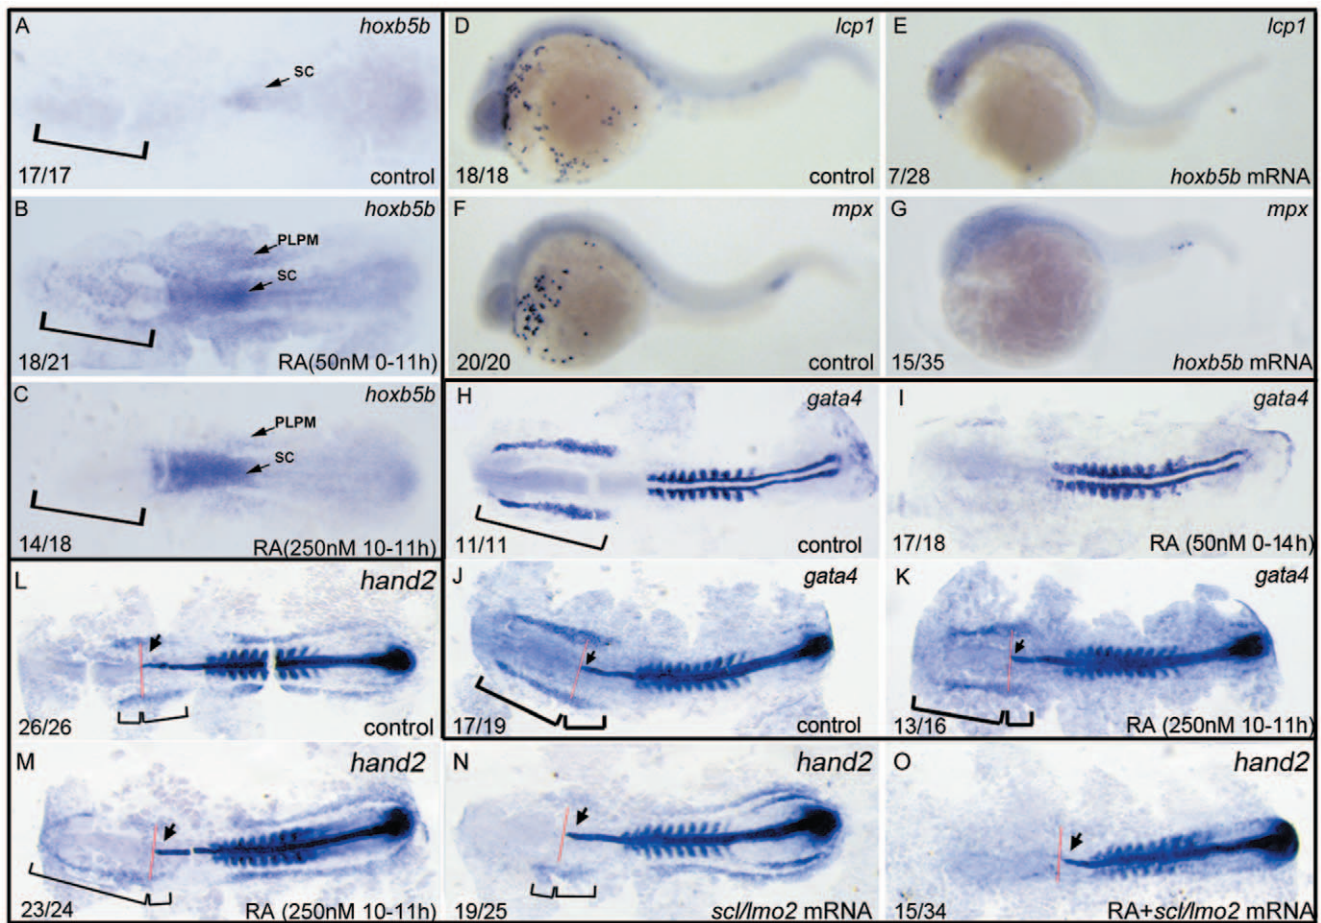 A hoxb5b
SC
17/17 control
B hoxb5b
PLPM
SC
18/21 RA(50nM 0-11h)
C hoxb5b
PLPM
SC
14/18 RA(250nM 10-11h)
D lcp1
18/18 control
E lcp1
7/28 hoxb5b mRNA
F mpx
20/20 control
G mpx
15/35 hoxb5b mRNA
H gata4
11/11 control
I gata4
17/18 RA (50nM 0-14h)
J gata4
17/19 control
K gata4
13/16 RA (250nM 10-11h)
L hand2
26/26 control
M hand2
23/24 RA (250nM 10-11h)
N hand2
19/25 scl/lmo2 mRNA
O hand2
15/34 RA+scl/lmo2 mRNA